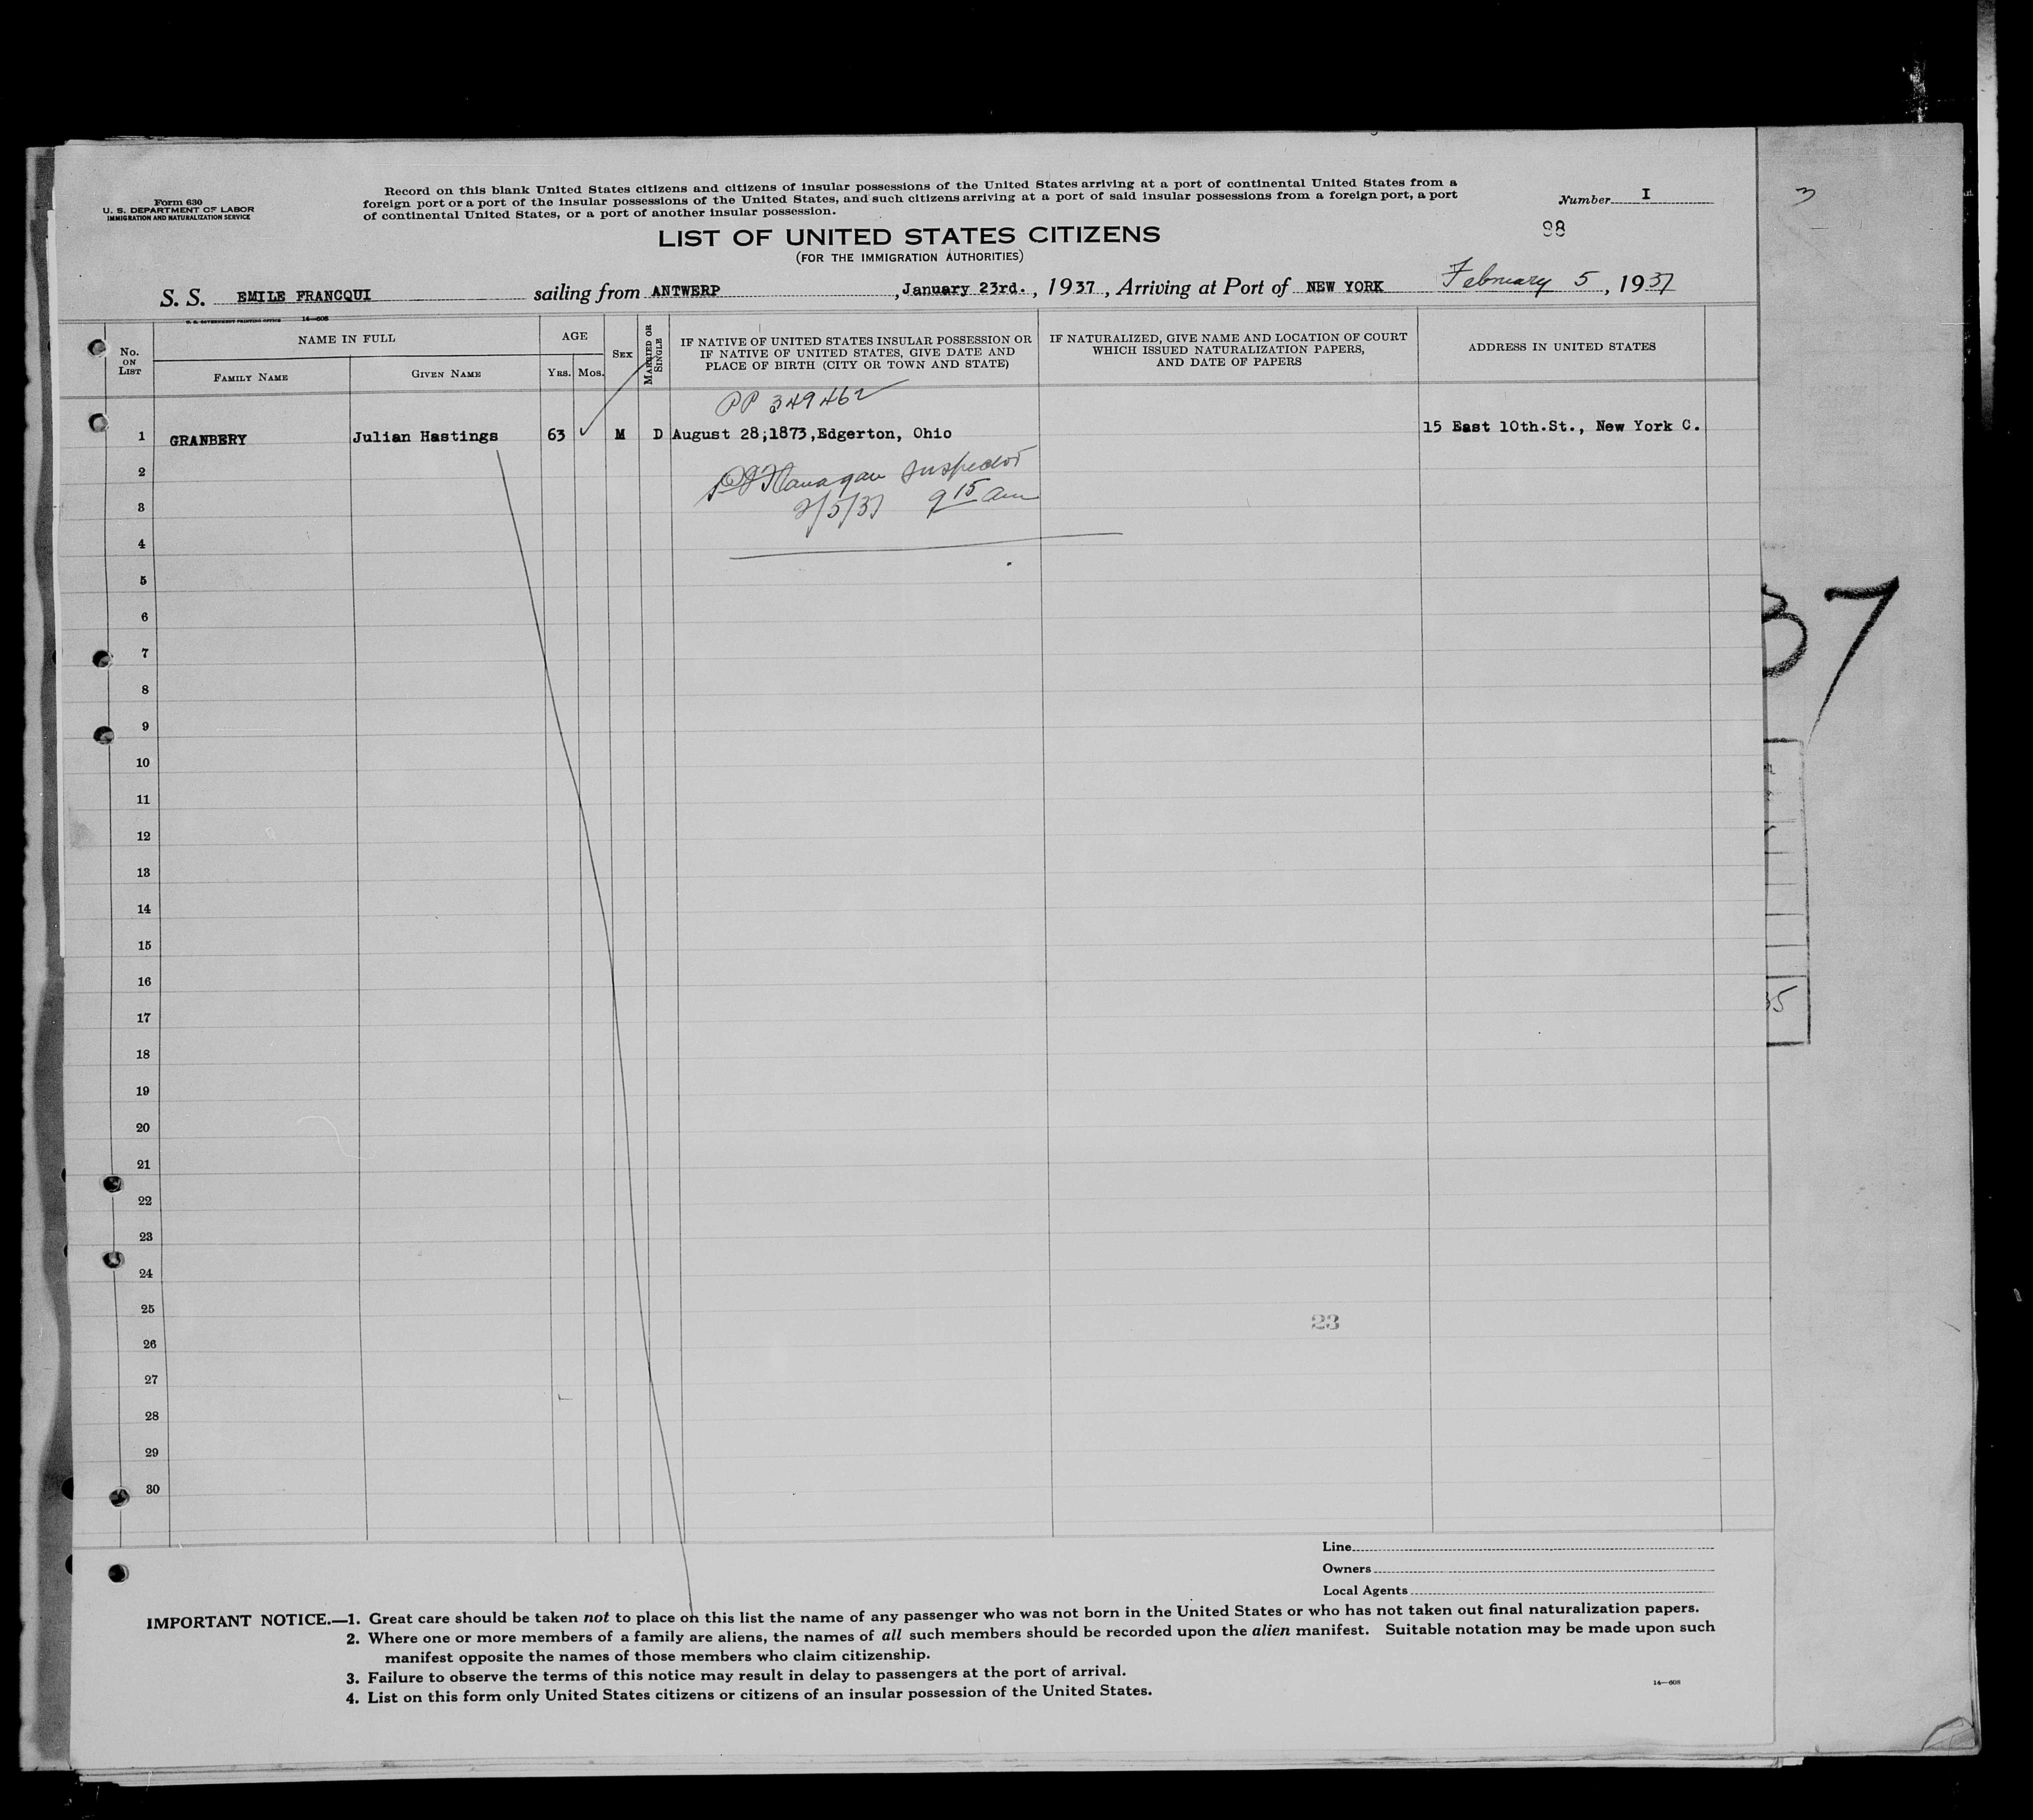 Form 630
U. S. DEPARTMENT OF LABOR
IMMIGRATION AND NATURALIZATION SERVICE
Record on this blank United States citizens and citizens of insular possessions of the United States arriving at a port of continental United States from a
foreign port or a port of the insular possessions of the United States, and such citizens arriving at a port of said insular possessions from a foreign port, a port
of continental United States, or a port of another insular possession.
Number I
3
98
LIST OF UNITED STATES CITIZENS
(FOR THE IMMIGRATION AUTHORITIES)
S. S. EMILE FRANCQUI sailing from ANTWERP, January 23rd., 1937, Arriving at Port of NEW YORK February 5, 1937
U. S. GOVERNMENT PRINTING OFFICE 14—608
No. ON LIST
NAME IN FULL
FAMILY NAME
GIVEN NAME
AGE
YRS.
MOS.
SEX
MARRIED OR SINGLE
IF NATIVE OF UNITED STATES INSULAR POSSESSION OR
IF NATIVE OF UNITED STATES, GIVE DATE AND
PLACE OF BIRTH (CITY OR TOWN AND STATE)
IF NATURALIZED, GIVE NAME AND LOCATION OF COURT
WHICH ISSUED NATURALIZATION PAPERS,
AND DATE OF PAPERS
ADDRESS IN UNITED STATES
PP 349462
1 GRANBERY Julian Hastings 63 M D August 28;1873,Edgerton, Ohio 15 East 10th.St., New York C.
2 Flanagan Inspector
3 2/5/37 9 15 am
4
5
6
7
8
9
10
11
12
13
14
15
16
17
18
19
20
21
22
23
24
25
23
26
27
28
29
30
37
35
Line
Owners
Local Agents
IMPORTANT NOTICE.—1. Great care should be taken not to place on this list the name of any passenger who was not born in the United States or who has not taken out final naturalization papers.
2. Where one or more members of a family are aliens, the names of all such members should be recorded upon the alien manifest. Suitable notation may be made upon such
manifest opposite the names of those members who claim citizenship.
3. Failure to observe the terms of this notice may result in delay to passengers at the port of arrival.
4. List on this form only United States citizens or citizens of an insular possession of the United States.
14—608